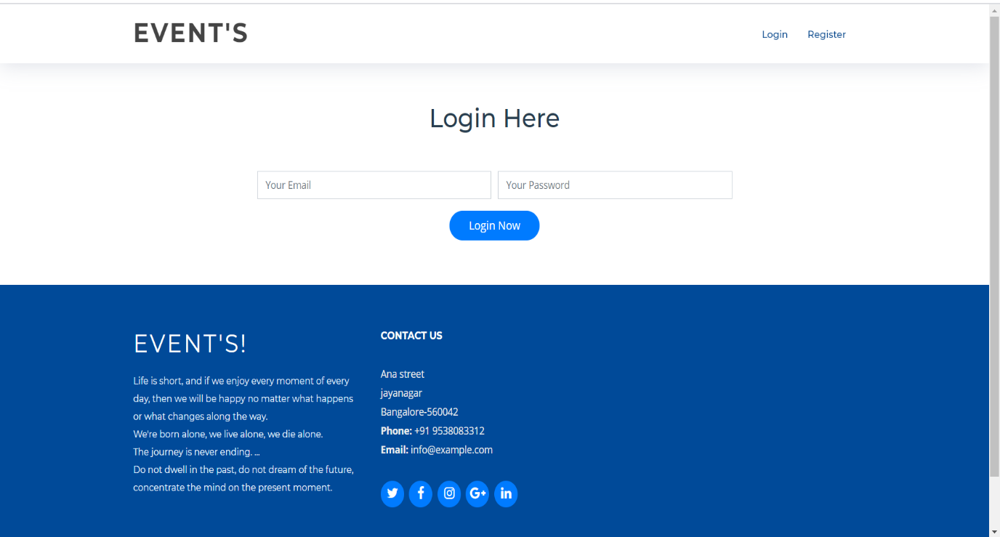 EVENT'S
Login Register
Login Here
Your Email Your Password
Login Now
EVENT'S!
Life is short, and if we enjoy every moment of every
day, then we will be happy no matter what happens
or what changes along the way.
We're born alone, we live alone, we die alone.
The journey is never ending. ...
Do not dwell in the past, do not dream of the future,
concentrate the mind on the present moment.
CONTACT US
Ana street
jayanagar
Bangalore-560042
Phone: +91 9538083312
Email: info@example.com